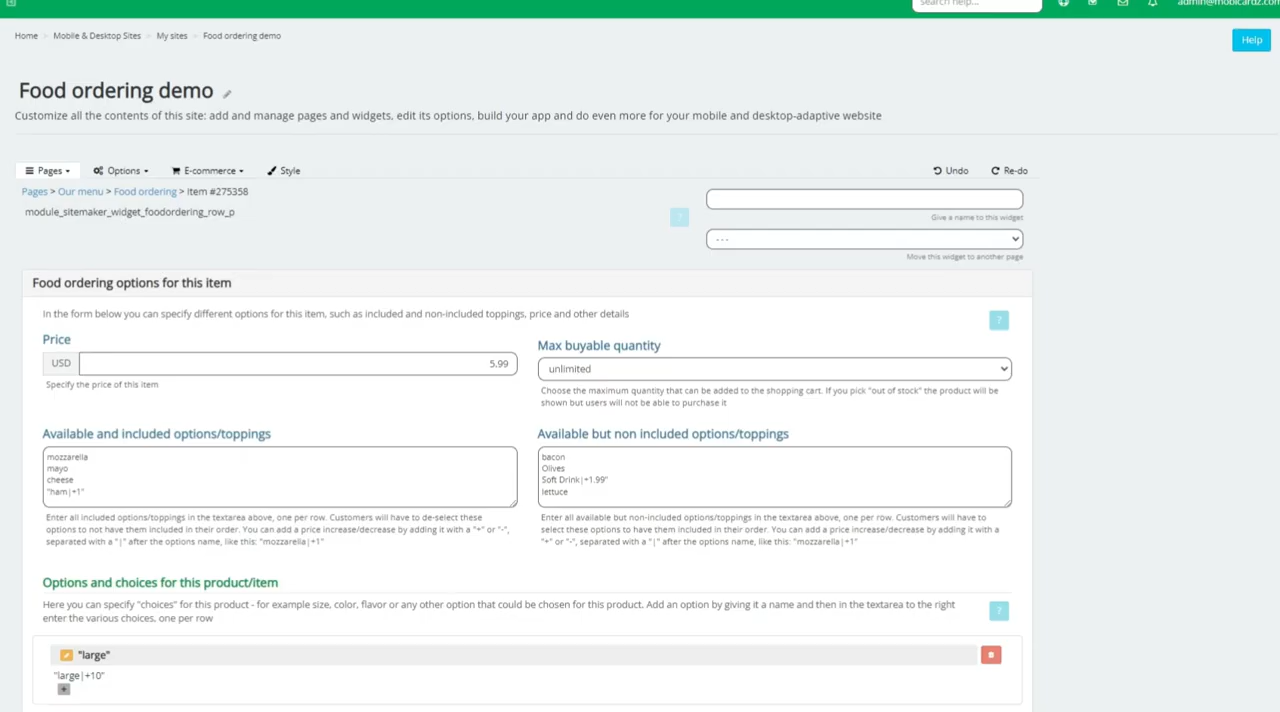 search help...
admin@mobicardz.com
Home > Mobile & Desktop Sites > My sites > Food ordering demo
Help
Food ordering demo
Customize all the contents of this site: add and manage pages and widgets, edit its options, build your app and do even more for your mobile and desktop-adaptive website
Pages Options E-commerce Style Undo Re-do
Pages > Our menu > Food ordering > Item #275358
module_sitemaker_widget_foodordering_row_p
?
Give a name to this widget
- - -
Move this widget to another page
Food ordering options for this item
In the form below you can specify different options for this item, such as included and non-included toppings, price and other details
?
Price
USD 5.99
Specify the price of this item
Max buyable quantity
unlimited
Choose the maximum quantity that can be added to the shopping cart. If you pick "out of stock" the product will be
shown but users will not be able to purchase it
Available and included options/toppings
mozzarella
mayo
cheese
"ham|+1"
Enter all included options/toppings in the textarea above, one per row. Customers will have to de-select these
options to not have them included in their order. You can add a price increase/decrease by adding it with a "+" or "-",
separated with a "|" after the options name, like this: "mozzarella|+1"
Available but non included options/toppings
bacon
Olives
Soft Drink|+1.99"
lettuce
Enter all available but non-included options/toppings in the textarea above, one per row. Customers will have to
select these options to have them included in their order. You can add a price increase/decrease by adding it with a
"+" or "-", separated with a "|" after the options name, like this: "mozzarella|+1"
Options and choices for this product/item
Here you can specify "choices" for this product - for example size, color, flavor or any other option that could be chosen for this product. Add an option by giving it a name and then in the textarea to the right
enter the various choices, one per row
?
"large"
"large|+10"
+